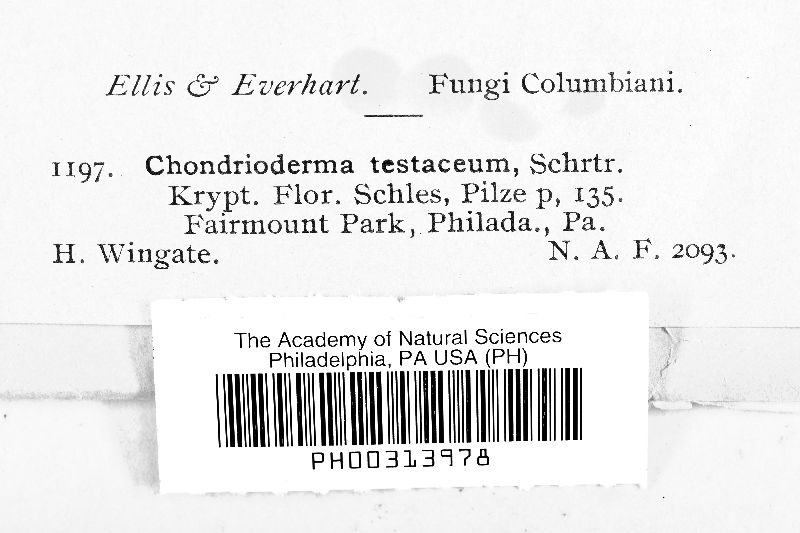 Ellis & Everhart. Fungi Columbiani.
1197. Chondrioderma testaceum, Schrtr.
Krypt. Flor. Schles, Pilze p, 135.
Fairmount Park, Philada., Pa.
H. Wingate. N. A. F. 2093.
The Academy of Natural Sciences
Philadelphia, PA USA (PH)
PH00313978